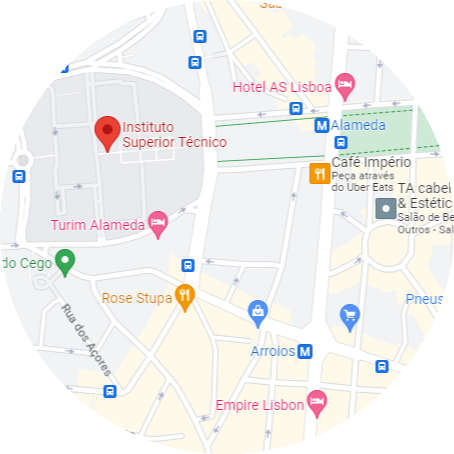 Hotel AS Lisboa
Instituto
Superior Técnico
M Alameda
Café Império
Peça através
do Uber Eats
TA cabel
& Estétic
Salão de Be
Outros - Sal
Turim Alameda
do Cego
Rose Stupa
Pneus
Rua dos Açores
Arroios M
Empire Lisbon